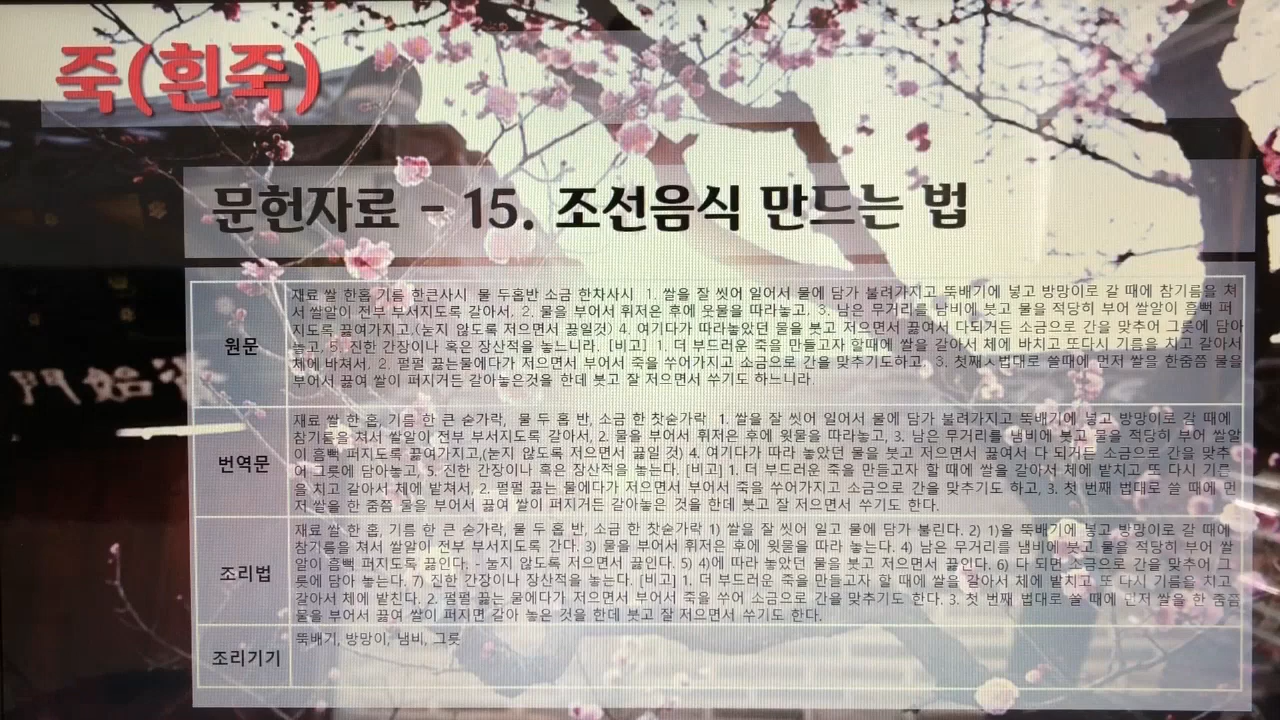 죽(흰죽)
문헌자료 - 15. 조선음식 만드는 법
원문
재료 쌀 한홉 기름 한큰사시 물 두홉반 소금 한차사시 1. 쌀을 잘 씻어 일어서 물에 담가 불려가지고 뚝배기에 넣고 방망이로 갈 때에 참기름을 쳐
서 쌀알이 전부 부서지도록 갈아서, 2. 물을 부어서 휘저은 후에 웃물을 따라놓고, 3. 남은 무거리를 남비에 붓고 물을 적당히 부어 쌀알이 흠뻑 퍼
지도록 끓여가지고,(눋지 않도록 저으면서 끓일것) 4. 여기다가 따라놓았던 물을 붓고 저으면서 끓여서 다되거든 소금으로 간을 맞추어 그릇에 담아
놓고, 5. 진한 간장이나 혹은 장산적을 놓느니라. [비고] 1. 더 부드러운 죽을 만들고자 할때에 쌀을 갈아서 체에 바치고 또다시 기름을 치고 갈아서
체에 바쳐서, 2. 펄펄 끓는물에다가 저으면서 부어서 죽을 쑤어가지고 소금으로 간을 맞추기도하고, 3. 첫째ㅅ법대로 쑬때에 먼저 쌀을 한줌쯤 물을
부어서 끓여 쌀이 퍼지거든 갈아놓은것을 한데 붓고 잘 저으면서 쑤기도 하느니라
번역문
재료 쌀 한 홉, 기름 한 큰 숟가락, 물 두 홉 반, 소금 한 찻숟가락 1. 쌀을 잘 씻어 일어서 물에 담가 불려가지고 뚝배기에 넣고 방망이로 갈 때에
참기름을 쳐서 쌀알이 전부 부서지도록 갈아서, 2. 물을 부어서 휘저은 후에 윗물을 따라놓고, 3. 남은 무거리를 냄비에 붓고 물을 적당히 부어 쌀알
이 흠뻑 퍼지도록 끓여가지고,(눋지 않도록 저으면서 끓일 것) 4. 여기다가 따라 놓았던 물을 붓고 저으면서 끓여서 다 되거든 소금으로 간을 맞추
어 그릇에 담아놓고, 5. 진한 간장이나 혹은 장산적을 놓는다. [비고] 1. 더 부드러운 죽을 만들고자 할 때에 쌀을 갈아서 체에 밭치고 또 다시 기름
을 치고 갈아서 체에 밭쳐서, 2. 펄펄 끓는 물에다가 저으면서 부어서 죽을 쑤어가지고 소금으로 간을 맞추기도 하고, 3. 첫 번째 법대로 쑬 때에 먼
저 쌀을 한 줌쯤 물을 부어서 끓여 쌀이 퍼지거든 갈아놓은 것을 한데 붓고 잘 저으면서 쑤기도 한다.
조리법
재료 쌀 한 홉, 기름 한 큰 숟가락, 물 두 홉 반, 소금 한 찻숟가락 1) 쌀을 잘 씻어 일고 물에 담가 불린다. 2) 1)을 뚝배기에 넣고 방망이로 갈 때에
참기름을 쳐서 쌀알이 전부 부서지도록 간다. 3) 물을 부어서 휘저은 후에 윗물을 따라 놓는다. 4) 남은 무거리를 냄비에 붓고 물을 적당히 부어 쌀
알이 흠뻑 퍼지도록 끓인다. - 눋지 않도록 저으면서 끓인다. 5) 4)에 따라 놓았던 물을 붓고 저으면서 끓인다. 6) 다 되면 소금으로 간을 맞추어 그
릇에 담아 놓는다. 7) 진한 간장이나 장산적을 놓는다. [비고] 1. 더 부드러운 죽을 만들고자 할 때에 쌀을 갈아서 체에 밭치고 또 다시 기름을 치고
갈아서 체에 밭친다. 2. 펄펄 끓는 물에다가 저으면서 부어서 죽을 쑤어 소금으로 간을 맞추기도 한다. 3. 첫 번째 법대로 쑬 때에 먼저 쌀을 한 줌쯤
물을 부어서 끓여 쌀이 퍼지면 갈아 놓은 것을 한데 붓고 잘 저으면서 쑤기도 한다.
조리기기
뚝배기, 방망이, 냄비, 그릇